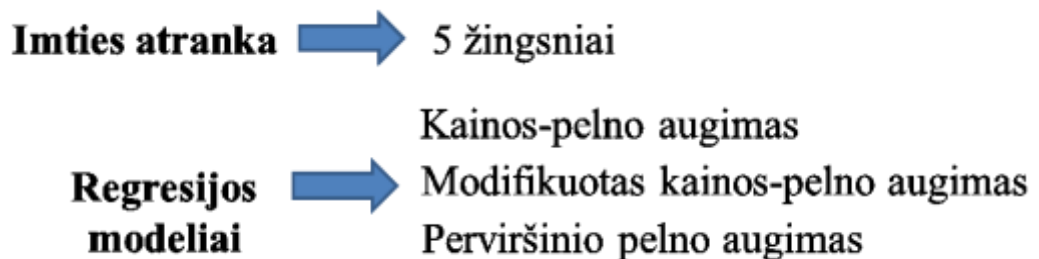 Imties atranka 5 žingsniai
Kainos-pelno augimas
Regresijos Modifikuotas kainos-pelno augimas
modeliai Perviršinio pelno augimas